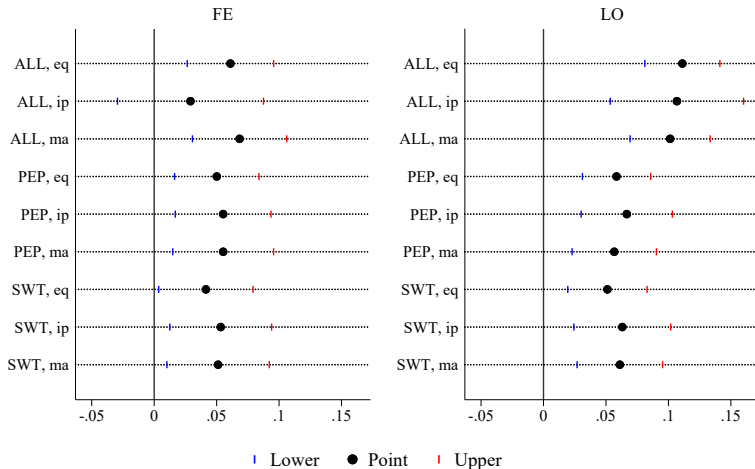 FE
ALL, eq
ALL, ip
ALL, ma
PEP, eq
PEP, ip
PEP, ma
SWT, eq
SWT, ip
SWT, ma
-.05 0 .05 .1 .15
LO
ALL, eq
ALL, ip
ALL, ma
PEP, eq
PEP, ip
PEP, ma
SWT, eq
SWT, ip
SWT, ma
-.05 0 .05 .1 .15
Lower Point Upper